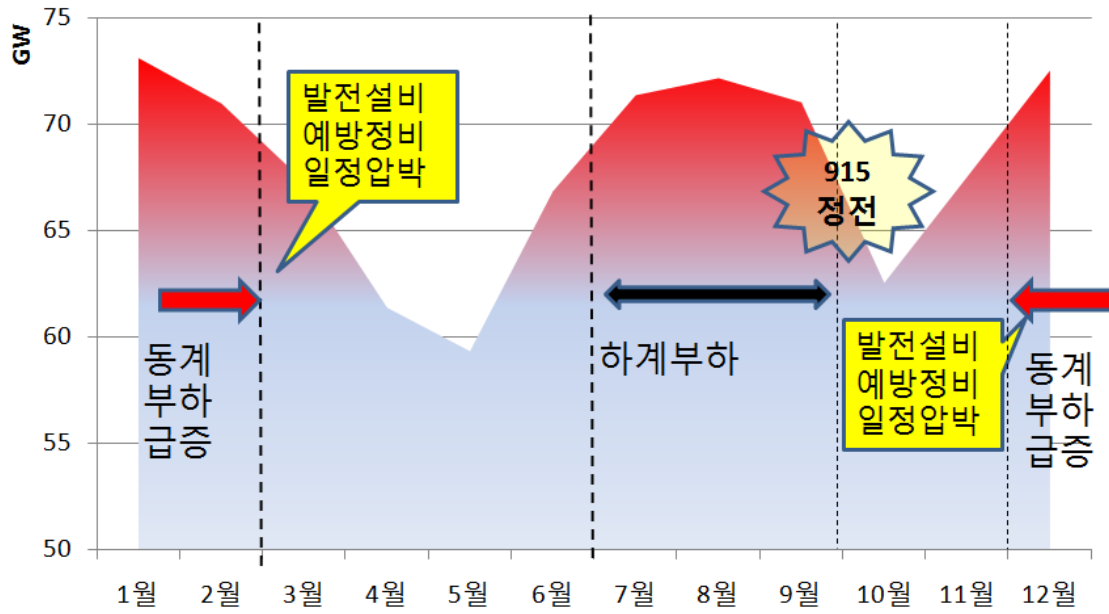 GW
75
70
65
60
55
50
발전설비
예방정비
일정압박
915
정전
동계
부하
급증
하계부하
발전설비
예방정비
일정압박
동계
부하
급증
1월 2월 3월 4월 5월 6월 7월 8월 9월 10월 11월 12월